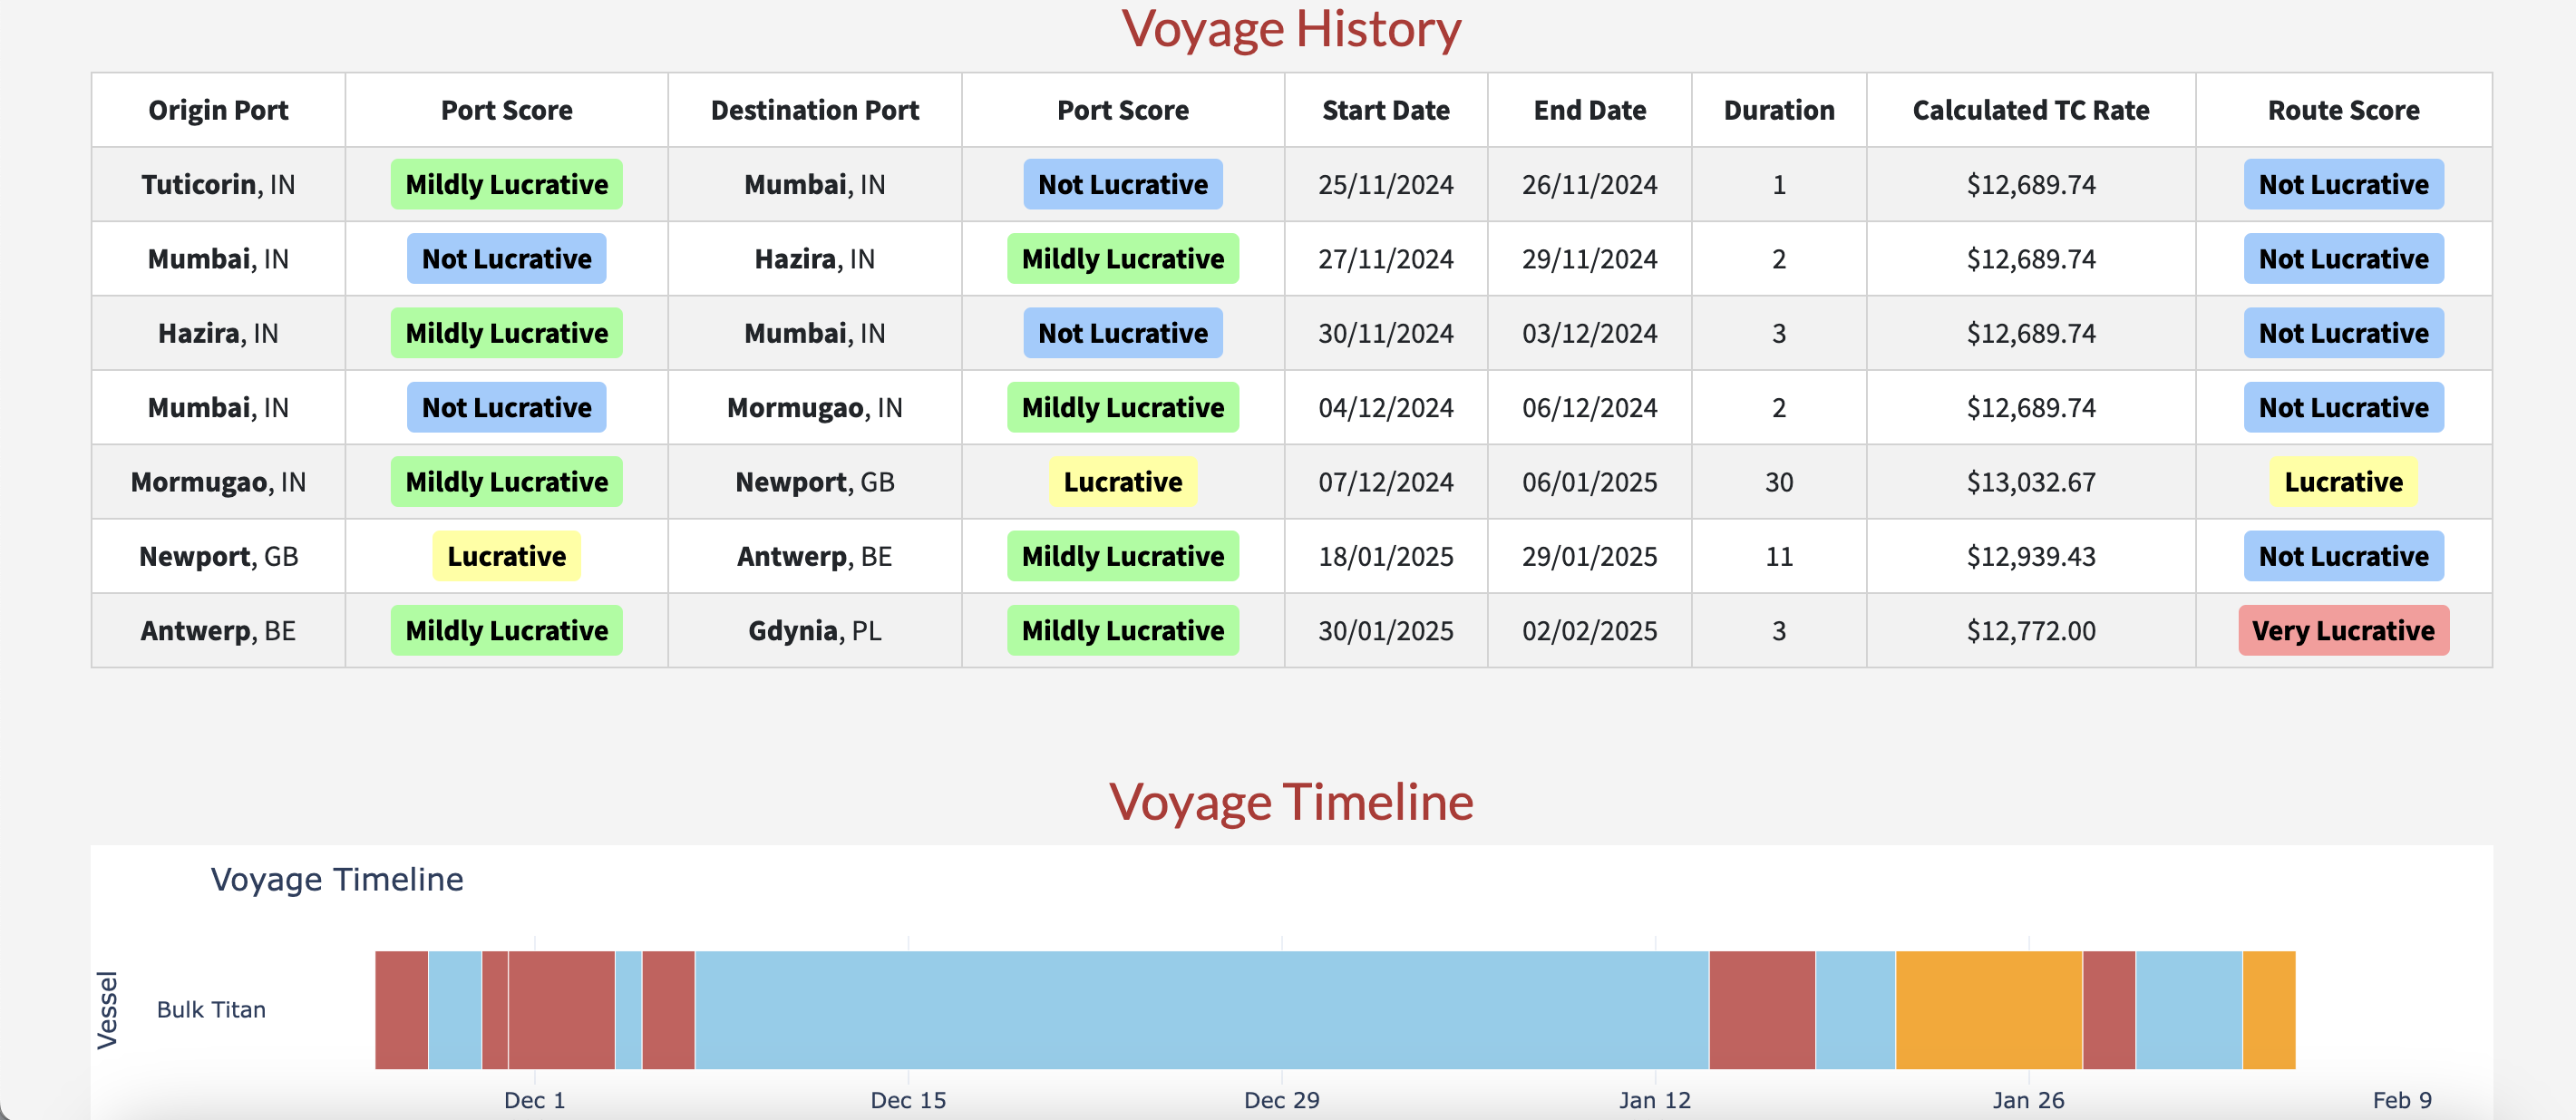 Voyage History
Origin Port Port Score Destination Port Port Score Start Date End Date Duration Calculated TC Rate Route Score
Tuticorin, IN Mildly Lucrative Mumbai, IN Not Lucrative 25/11/2024 26/11/2024 1 $12,689.74 Not Lucrative
Mumbai, IN Not Lucrative Hazira, IN Mildly Lucrative 27/11/2024 29/11/2024 2 $12,689.74 Not Lucrative
Hazira, IN Mildly Lucrative Mumbai, IN Not Lucrative 30/11/2024 03/12/2024 3 $12,689.74 Not Lucrative
Mumbai, IN Not Lucrative Mormugao, IN Mildly Lucrative 04/12/2024 06/12/2024 2 $12,689.74 Not Lucrative
Mormugao, IN Mildly Lucrative Newport, GB Lucrative 07/12/2024 06/01/2025 30 $13,032.67 Lucrative
Newport, GB Lucrative Antwerp, BE Mildly Lucrative 18/01/2025 29/01/2025 11 $12,939.43 Not Lucrative
Antwerp, BE Mildly Lucrative Gdynia, PL Mildly Lucrative 30/01/2025 02/02/2025 3 $12,772.00 Very Lucrative
Voyage Timeline
Voyage Timeline
Vessel
Bulk Titan
Dec 1 Dec 15 Dec 29 Jan 12 Jan 26 Feb 9